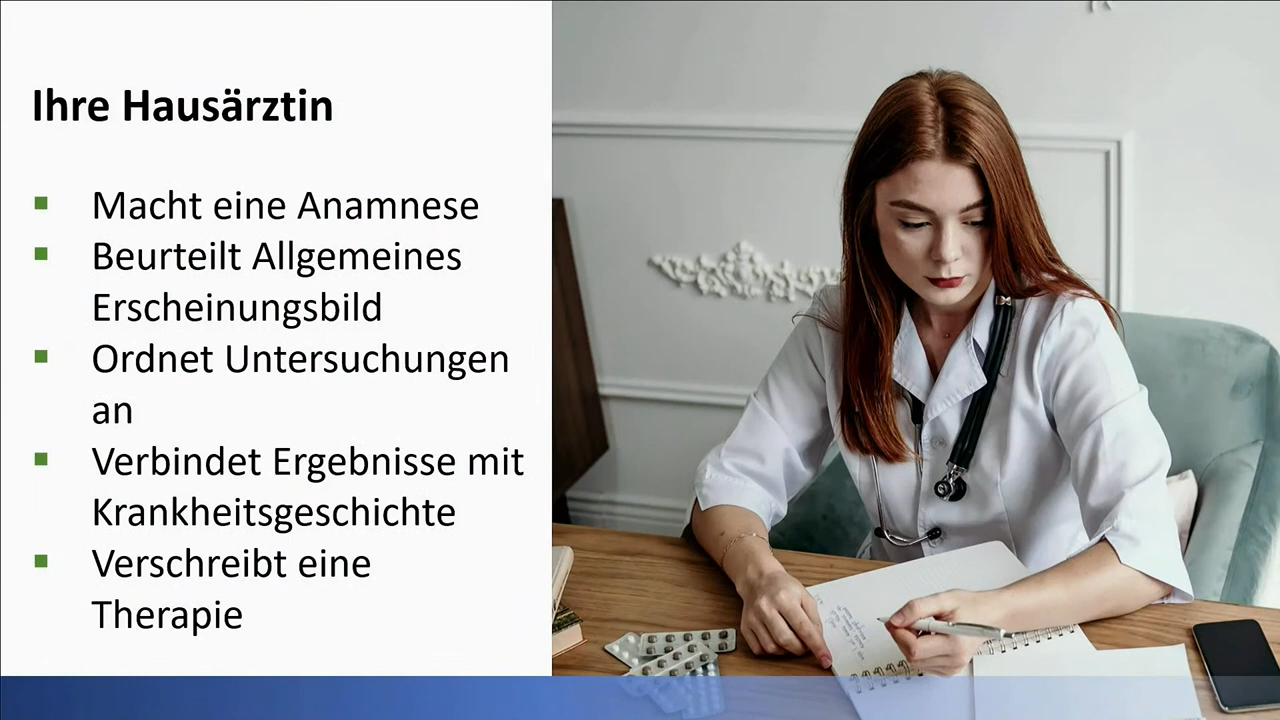 Ihre Hausärztin
Macht eine Anamnese
Beurteilt Allgemeines
Erscheinungsbild
Ordnet Untersuchungen
an
Verbindet Ergebnisse mit
Krankheitsgeschichte
Verschreibt eine
Therapie